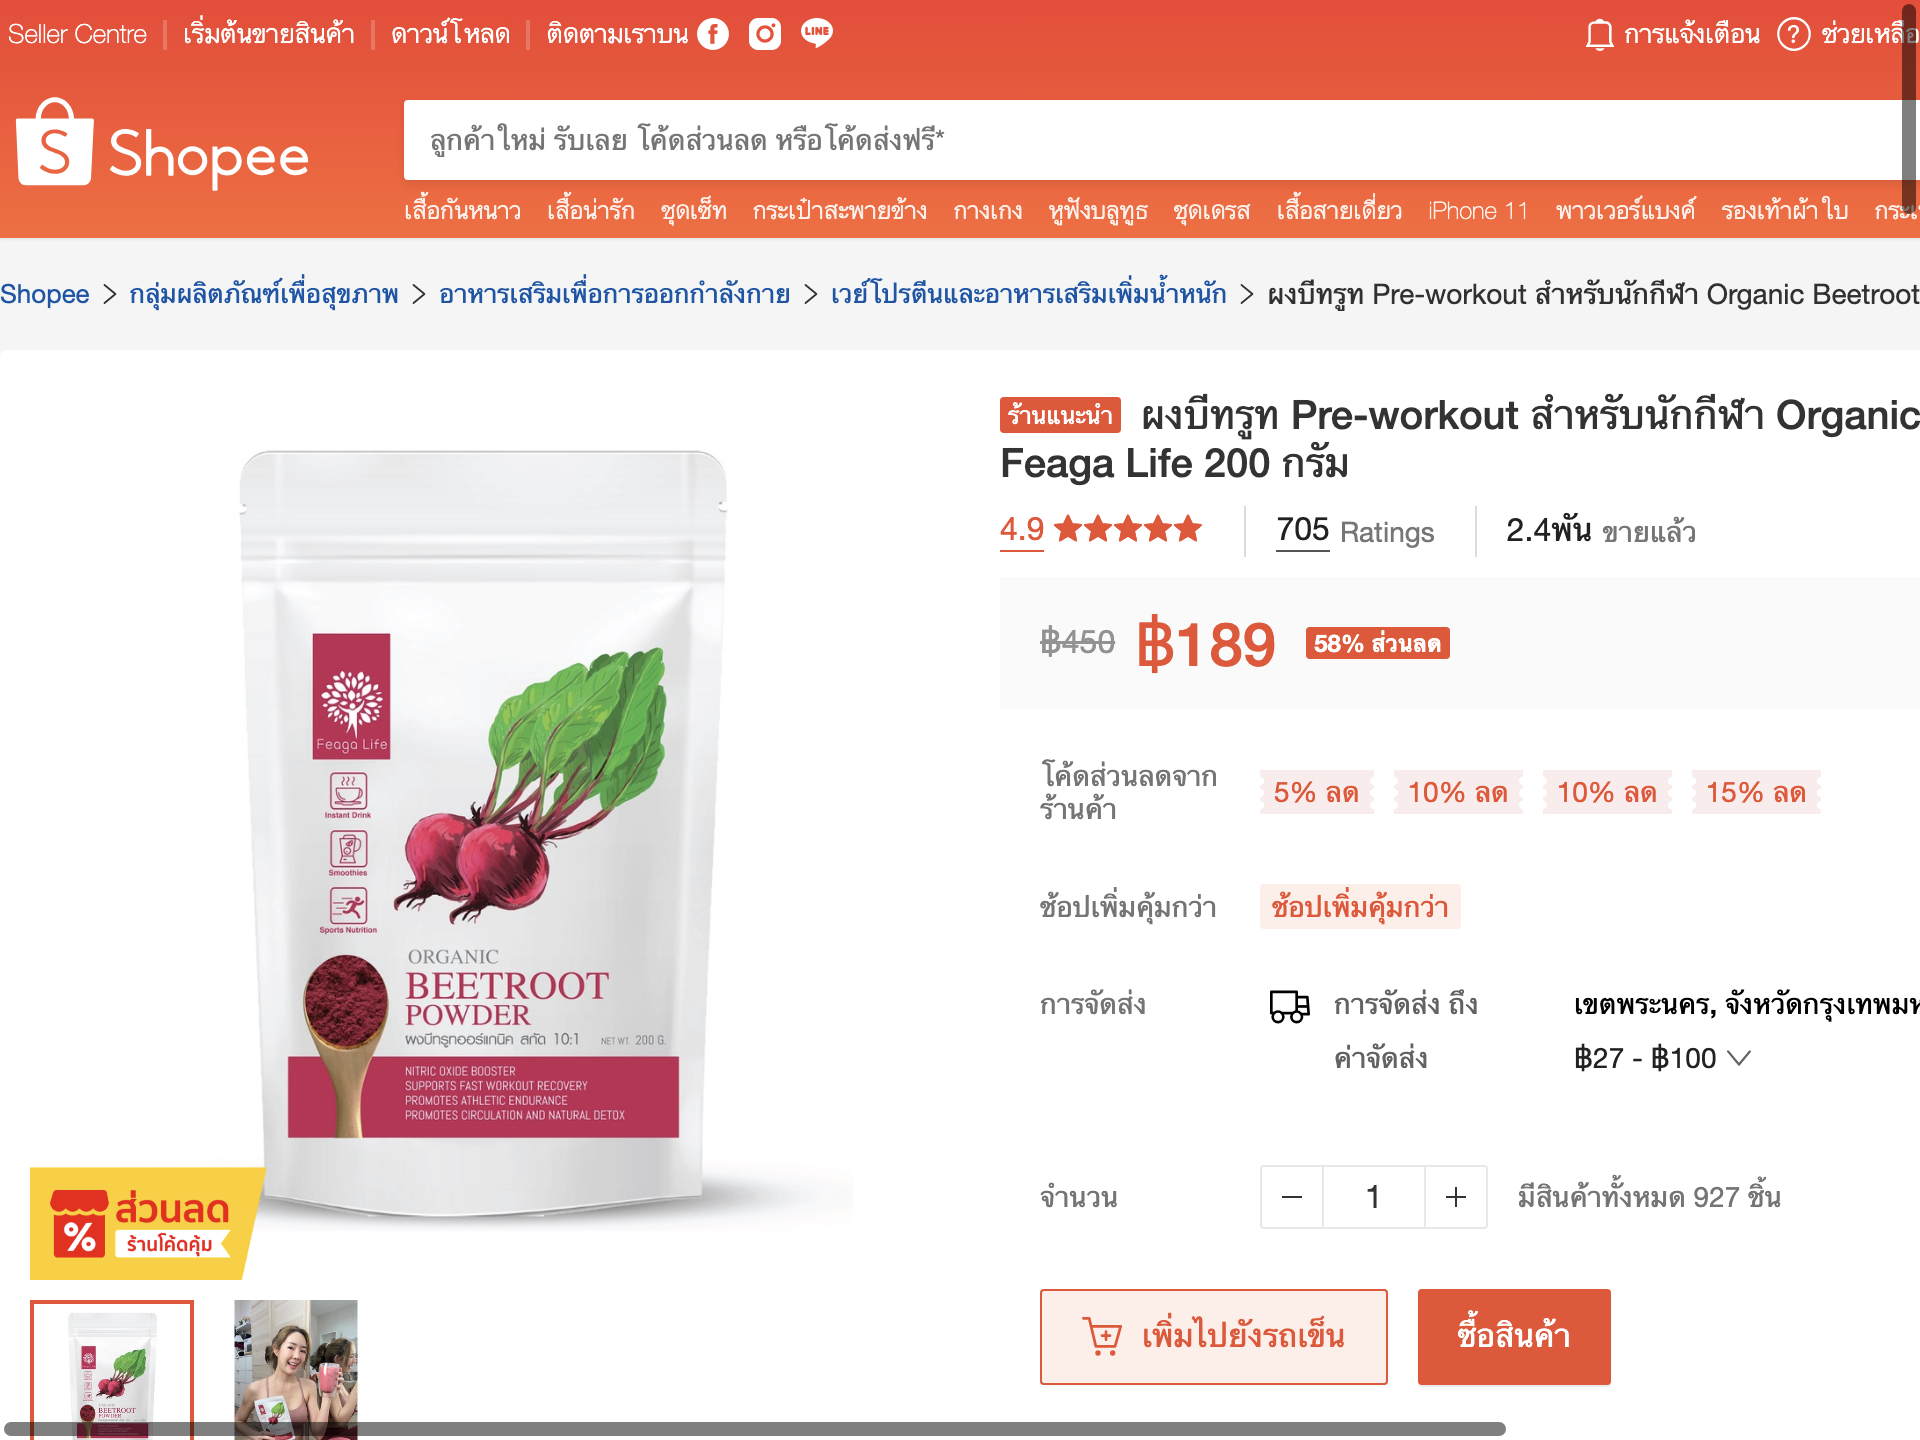 Seller Centre เริ่มต้นขายสินค้า ดาวน์โหลด ติดตามเราบน LINE การแจ้งเตือน ? ช่วยเหลือ
Shopee
ลูกค้าใหม่ รับเลย โค้ดส่วนลด หรือโค้ดส่งฟรี*
เสื้อกันหนาว เสื้อน่ารัก ชุดเซ็ท กระเป๋าสะพายข้าง กางเกง หูฟังบลูทูธ ชุดเดรส เสื้อสายเดี่ยว iPhone 11 พาวเวอร์แบงค์ รองเท้าผ้าใบ
Shopee > กลุ่มผลิตภัณฑ์เพื่อสุขภาพ > อาหารเสริมเพื่อการออกกำลังกาย > เวย์โปรตีนและอาหารเสริมเพิ่มน้ำหนัก > ผงบีทรูท Pre-workout สำหรับนักกีฬา Organic Beetroot
ร้านแนะนำ ผงบีทรูท Pre-workout สำหรับนักกีฬา Organic
Feaga Life 200 กรัม
4.9 705 Ratings 2.4พัน ขายแล้ว
฿450 ฿189 58% ส่วนลด
โค้ดส่วนลดจาก
ร้านค้า
5% ลด 10% ลด 10% ลด 15% ลด
ช้อปเพิ่มคุ้มกว่า ช้อปเพิ่มคุ้มกว่า
การจัดส่ง การจัดส่ง ถึง เขตพระนคร, จังหวัดกรุงเทพมห
ค่าจัดส่ง ฿27 - ฿100
จำนวน 1 มีสินค้าทั้งหมด 927 ชิ้น
เพิ่มไปยังรถเข็น ซื้อสินค้า
Feaga Life
Instant Drink
Smoothies
Sports Nutrition
ORGANIC
BEETROOT
POWDER
ผงบีทรูทออร์แกนิค สกัด 10:1 NET WT. 200 G.
NITRIC OXIDE BOOSTER
SUPPORTS FAST WORKOUT RECOVERY
PROMOTES ATHLETIC ENDURANCE
PROMOTES CIRCULATION AND NATURAL DETOX
% ส่วนลด
ร้านโค้ดคุ้ม
BEETROOT